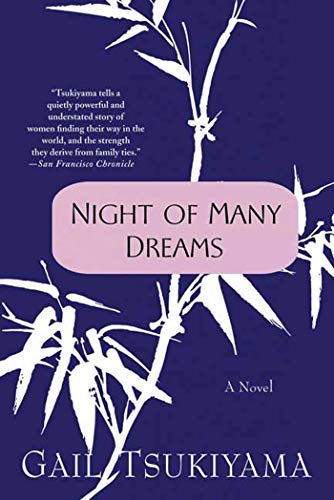 "Tsukiyama tells a
quietly powerful and
understated story of
women finding their way in the
world, and the strength
they derive from family ties."
—San Francisco Chronicle
NIGHT OF MANY
DREAMS
A Novel
GAIL TSUKIYAMA